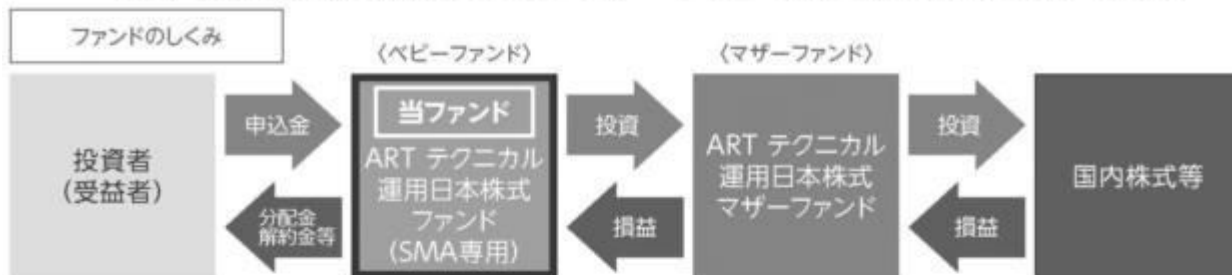 ファンドのしくみ
〈ベビーファンド〉
〈マザーファンド〉
投資者
(受益者)
申込金
分配金
解約金等
当ファンド
ART テクニカル
運用日本株式
ファンド
(SMA専用)
投資
損益
ART テクニカル
運用日本株式
マザーファンド
投資
損益
国内株式等